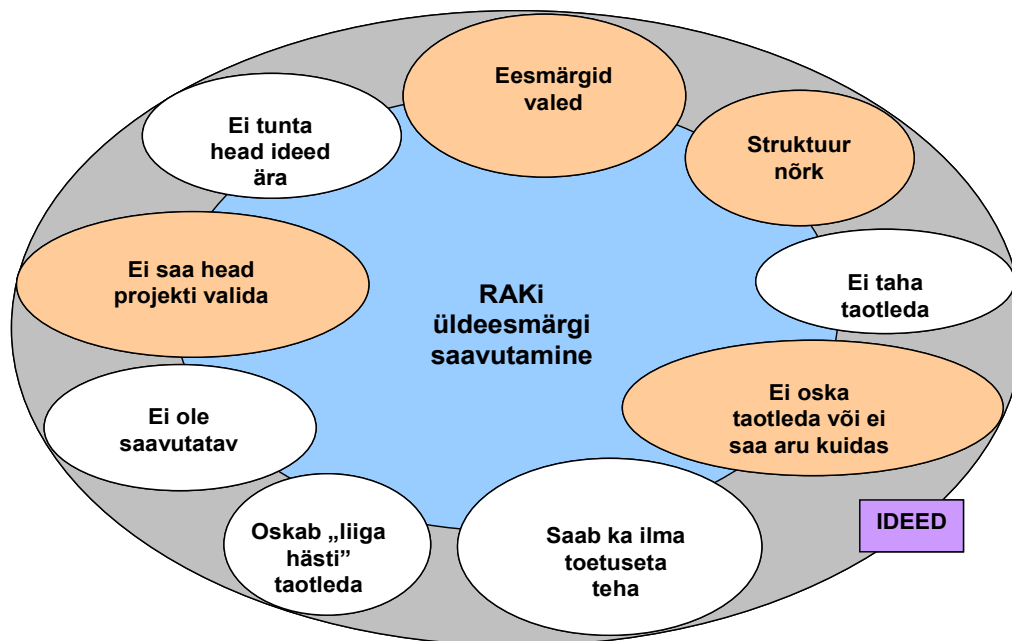 Eesmärgid
valed
Ei tunta
head ideed
ära
Struktuur
nõrk
Ei saa head
projekti valida
Ei taha
taotleda
RAKi
üldeesmärgi
saavutamine
Ei oska
taotleda või ei
saa aru kuidas
Ei ole
saavutatav
Oskab „liiga
hästi”
taotleda
Saab ka ilma
toetuseta
teha
IDEED